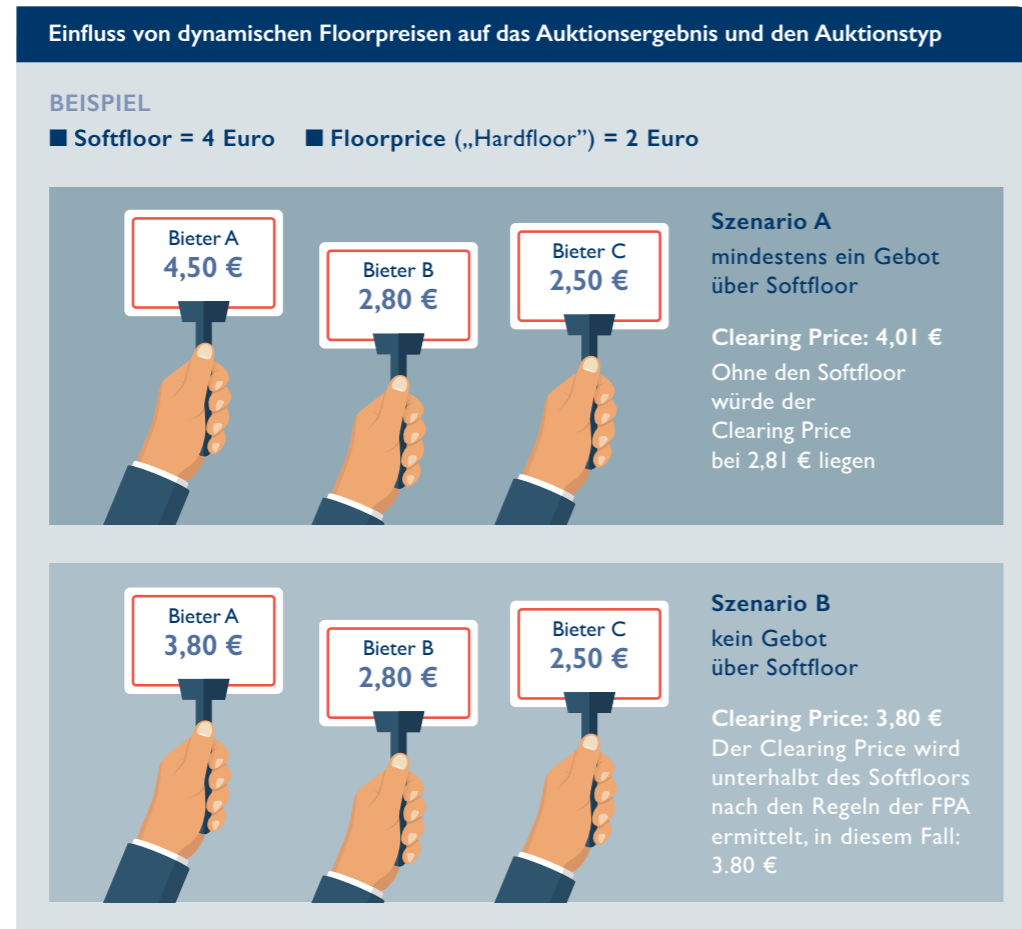 Einfluss von dynamischen Floorpreisen auf das Auktionsergebnis und den Auktionstyp
BEISPIEL
■ Softfloor = 4 Euro ■ Floorprice („Hardfloor”) = 2 Euro
Bieter A
4,50 €
Bieter B
2,80 €
Bieter C
2,50 €
Szenario A
mindestens ein Gebot
über Softfloor
Clearing Price: 4,01 €
Ohne den Softfloor
würde der
Clearing Price
bei 2,81 € liegen
Bieter A
3,80 €
Bieter B
2,80 €
Bieter C
2,50 €
Szenario B
kein Gebot
über Softfloor
Clearing Price: 3,80 €
Der Clearing Price wird
unterhalbt des Softfloors
nach den Regeln der FPA
ermittelt, in diesem Fall:
3.80 €